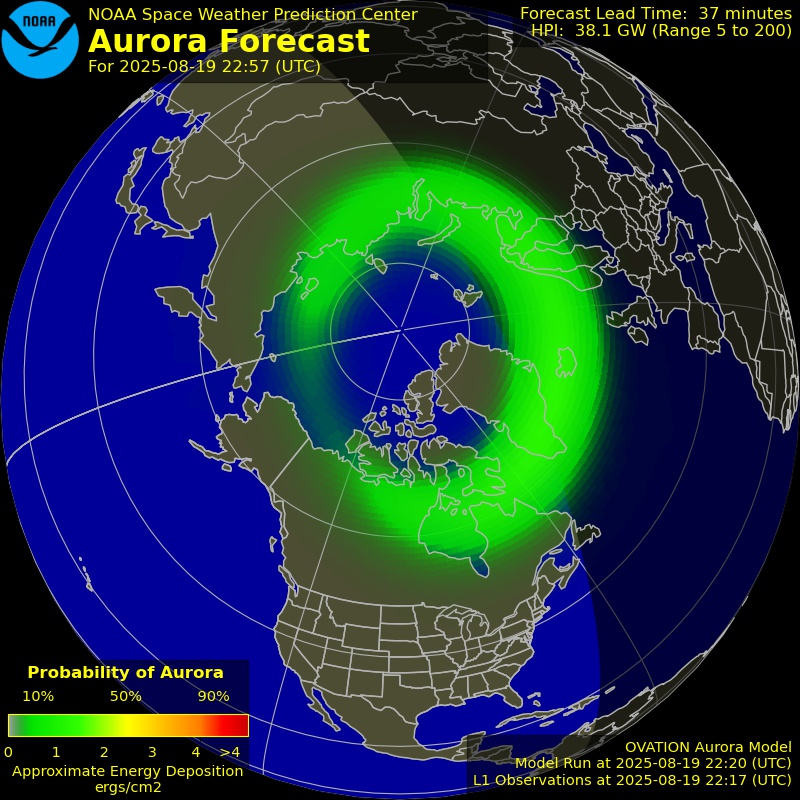 NOAA
NOAA Space Weather Prediction Center
Aurora Forecast
For 2025-08-19 22:57 (UTC)
Forecast Lead Time: 37 minutes
HPI: 38.1 GW (Range 5 to 200)
Probability of Aurora
10% 50% 90%
0 1 2 3 4 >4
Approximate Energy Deposition
ergs/cm2
OVATION Aurora Model
Model Run at 2025-08-19 22:20 (UTC)
L1 Observations at 2025-08-19 22:17 (UTC)